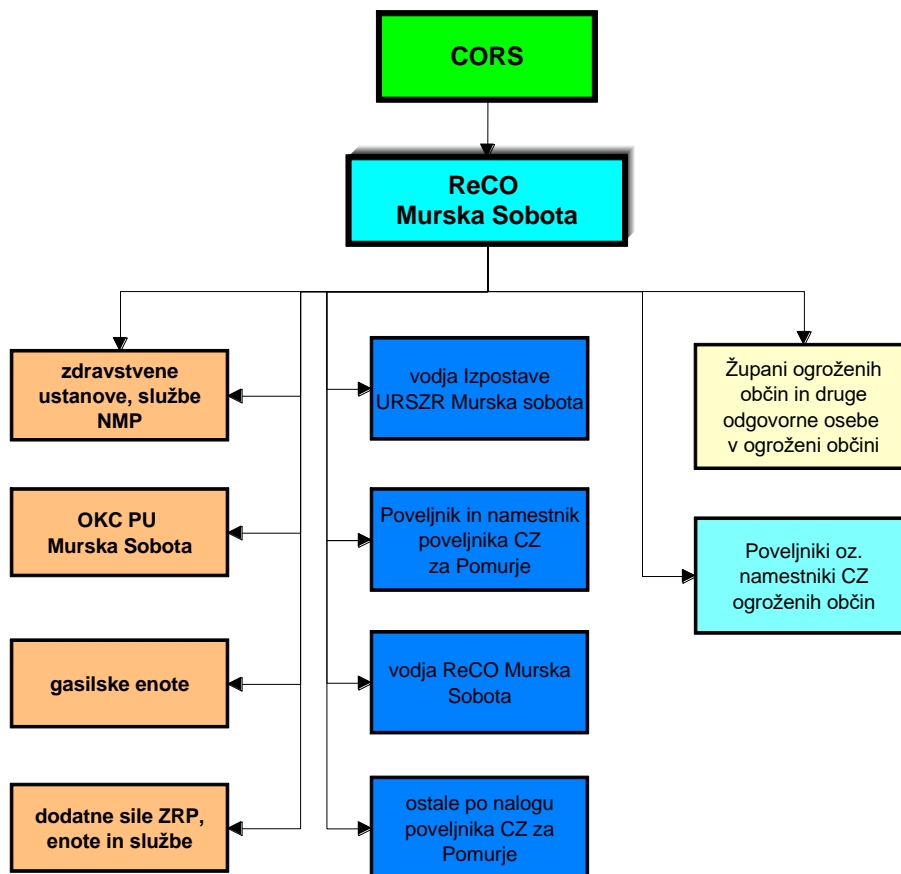 CORS
ReCO
Murska Sobota
zdravstvene
ustanove, službe
NMP
OKC PU
Murska Sobota
gasilske enote
dodatne sile ZRP,
enote in službe
vodja Izpostave
URSZR Murska sobota
Poveljnik in namestnik
poveljnika CZ
za Pomurje
vodja ReCO Murska
Sobota
ostale po nalogu
poveljnika CZ za
Pomurje
Župani ogroženih
občin in druge
odgovorne osebe
v ogroženi občini
Poveljniki oz.
namestniki CZ
ogroženih občin